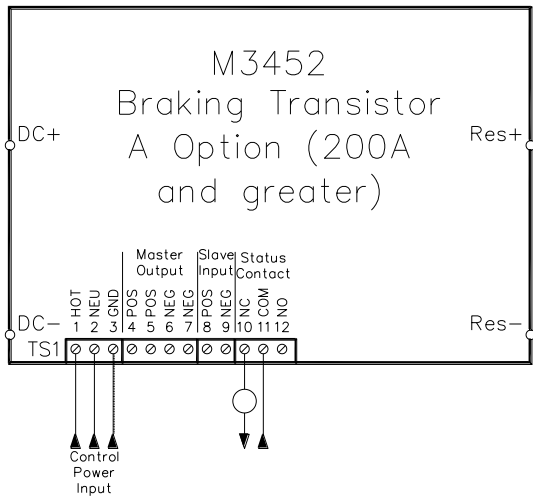 M3452
Braking Transistor
A Option (200A
and greater)
DC+
Res+
DC-
Res-
Master
Output
Slave
Input
Status
Contact
HOT
NEU
GND
POS
POS
NEG
NEG
POS
NEG
NC
COM
NO
1 2 3 4 5 6 7 8 9 10 11 12
TS1
Control
Power
Input